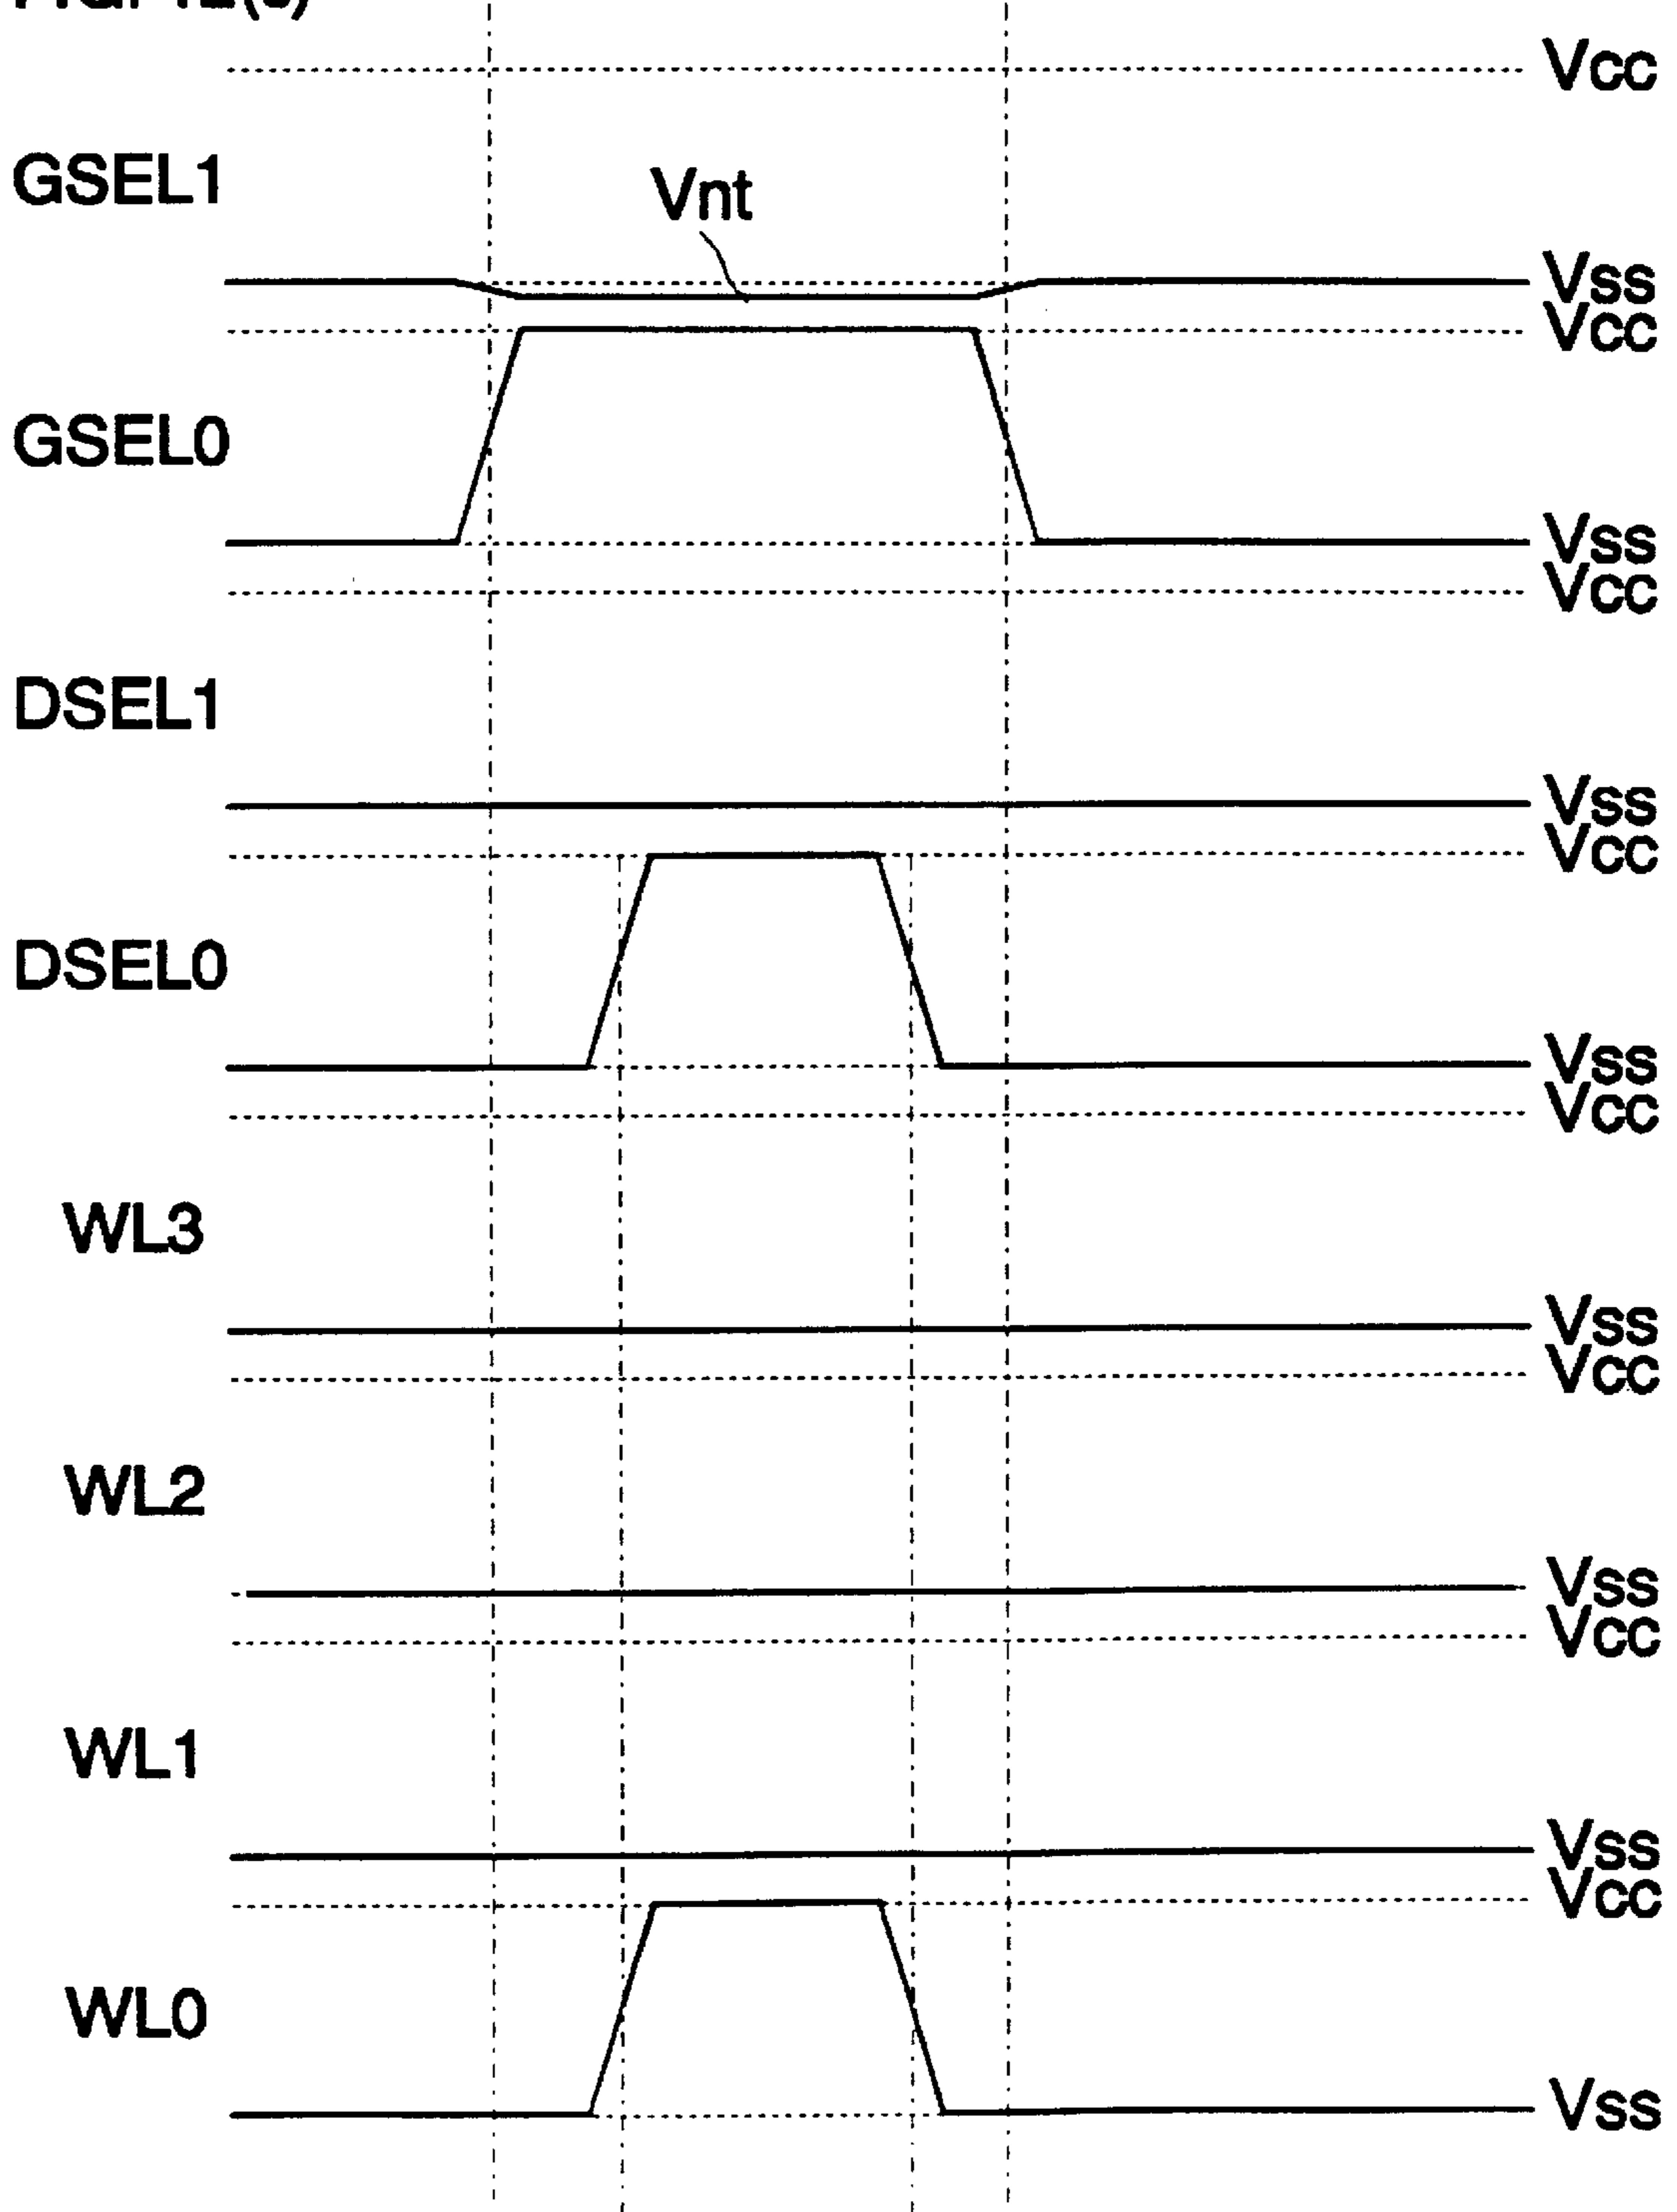 Vcc
GSEL1
Vnt
Vss
Vcc
GSEL0
Vss
Vcc
DSEL1
Vss
Vcc
DSEL0
Vss
Vcc
WL3
Vss
Vcc
WL2
Vss
Vcc
WL1
Vss
Vcc
WL0
Vss